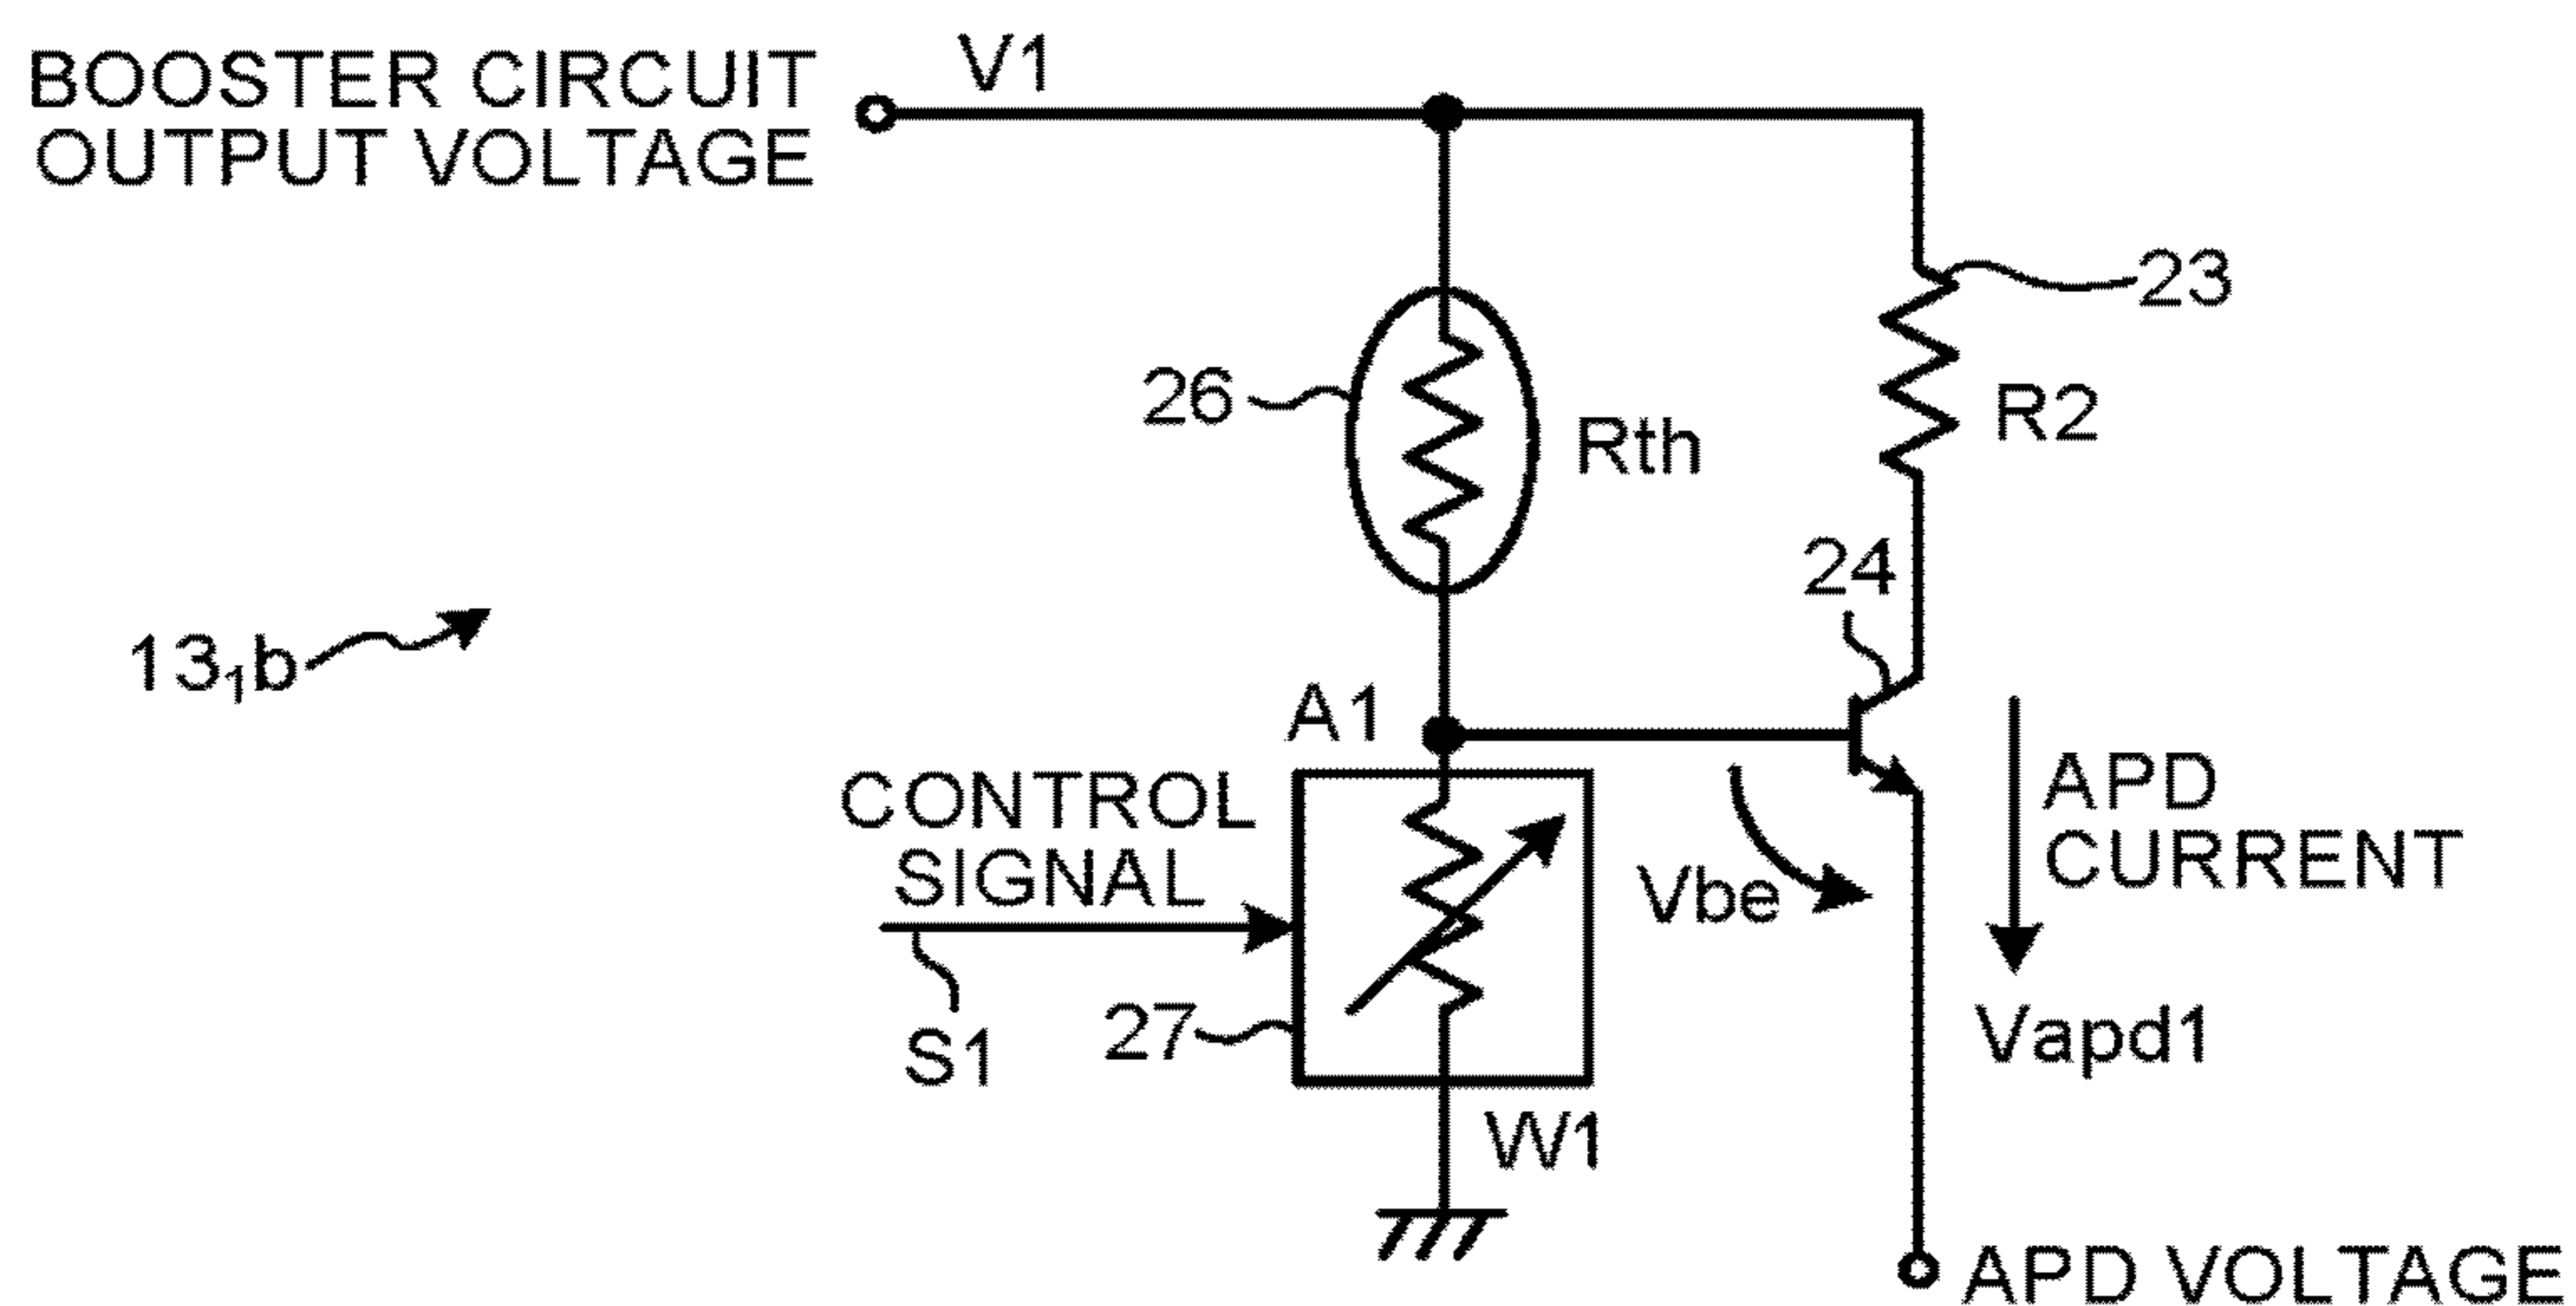 BOOSTER CIRCUIT
OUTPUT VOLTAGE
V1
23
26
Rth
R2
24
13₁b
A1
CONTROL
SIGNAL
APD
CURRENT
Vbe
S1
27
Vapd1
W1
APD VOLTAGE